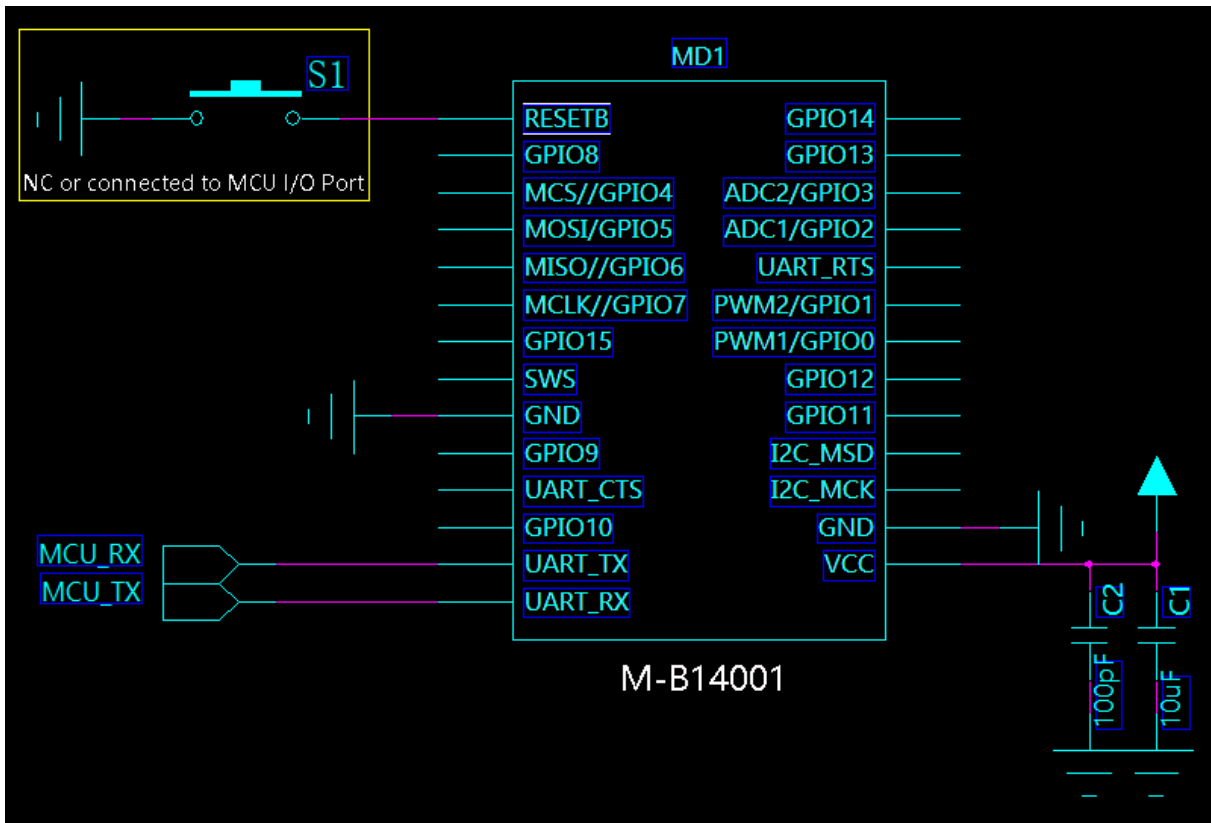 MD1
S1
NC or connected to MCU I/O Port
RESETB
GPIO8
MCS//GPIO4
MOSI/GPIO5
MISO//GPIO6
MCLK//GPIO7
GPIO15
SWS
GND
GPIO9
UART_CTS
GPIO10
UART_TX
UART_RX
GPIO14
GPIO13
ADC2/GPIO3
ADC1/GPIO2
UART_RTS
PWM2/GPIO1
PWM1/GPIO0
GPIO12
GPIO11
I2C_MSD
I2C_MCK
GND
VCC
MCU_RX
MCU_TX
C2
100pF
C1
10uF
M-B14001